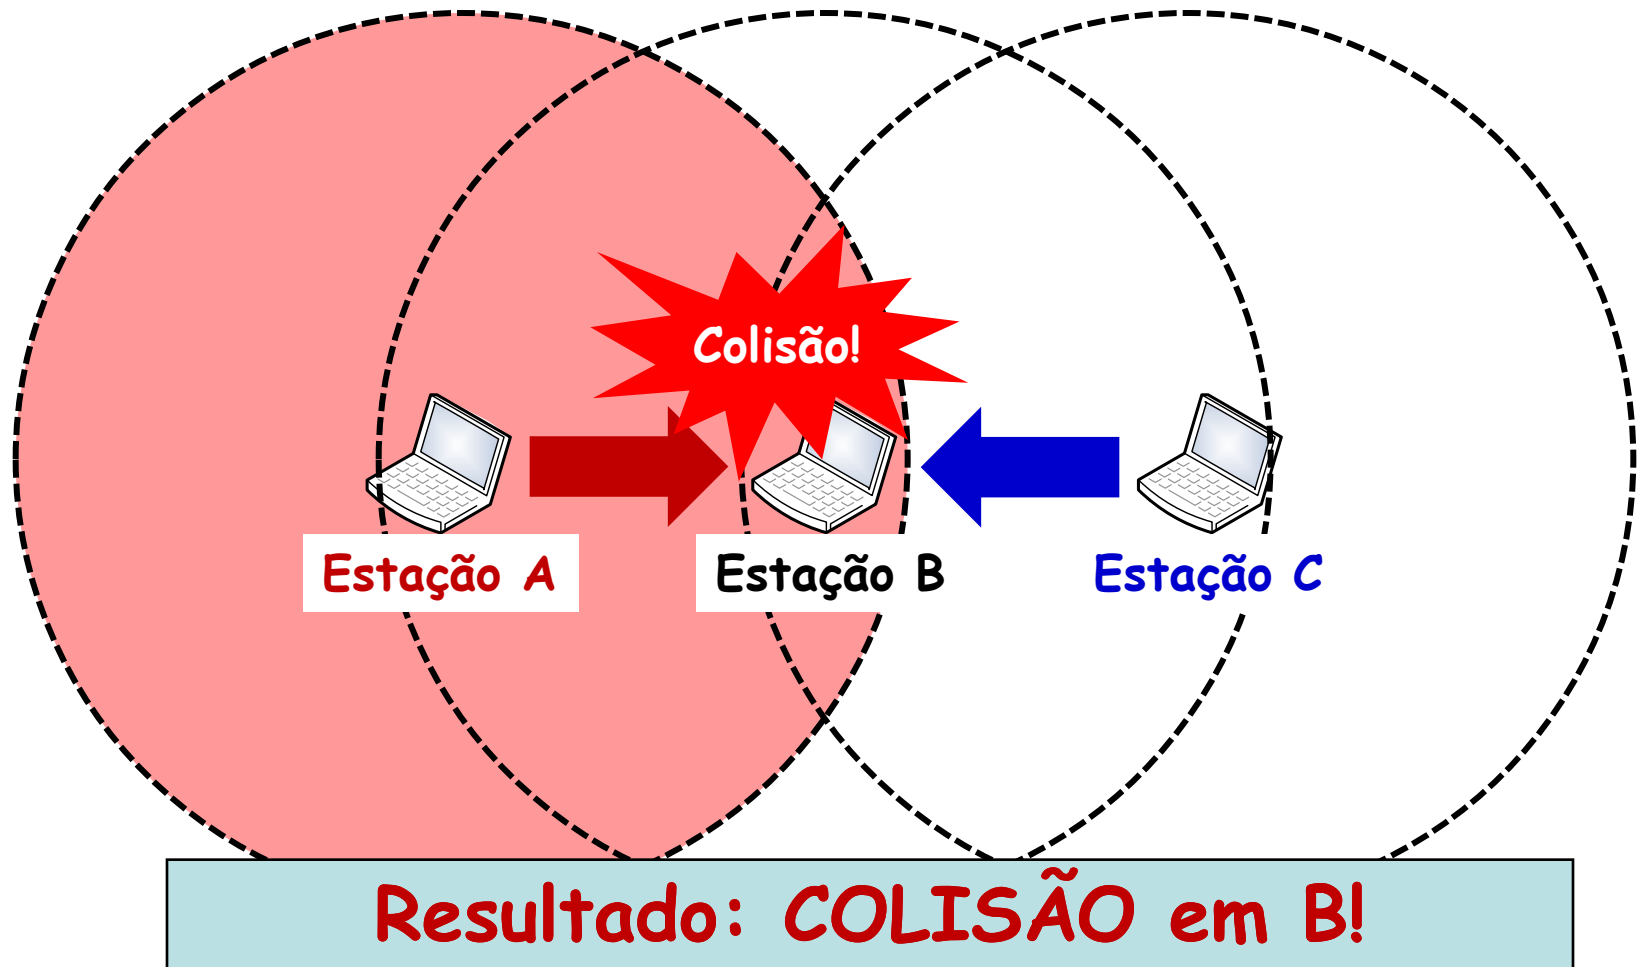 Colisão!
Estação A
Estação B
Estação C
Resultado: COLISÃO em B!